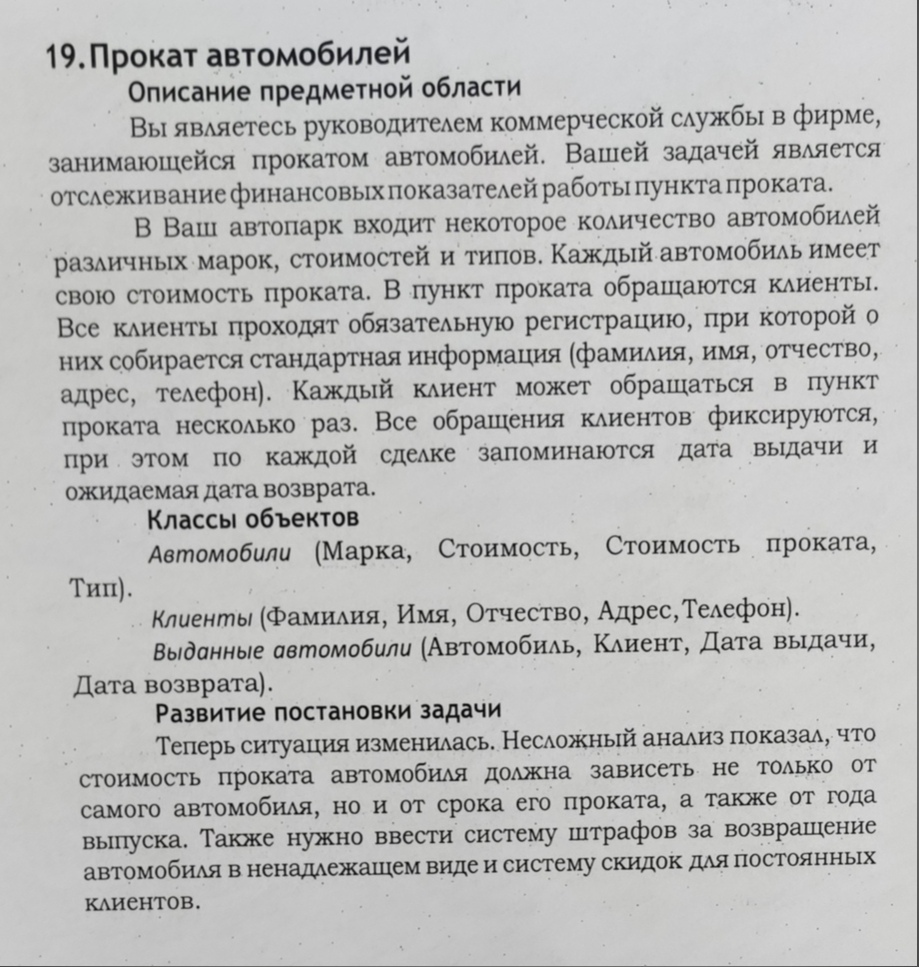 19.Прокат автомобилей
Описание предметной области
Вы являетесь руководителем коммерческой службы в фирме,
занимающейся прокатом автомобилей. Вашей задачей является
отслеживание финансовых показателей работы пункта проката.
В Ваш автопарк входит некоторое количество автомобилей
различных марок, стоимостей и типов. Каждый автомобиль имеет
свою стоимость проката. В пункт проката обращаются клиенты.
Все клиенты проходят обязательную регистрацию, при которой о
них собирается стандартная информация (фамилия, имя, отчество,
адрес, телефон). Каждый клиент может обращаться в пункт
проката несколько раз. Все обращения клиентов фиксируются,
при этом по каждой сделке запоминаются дата выдачи и
ожидаемая дата возврата.
Классы объектов
Автомобили (Марка, Стоимость, Стоимость проката,
Тип).
Клиенты (Фамилия, Имя, Отчество, Адрес,Телефон).
Выданные автомобили (Автомобиль, Клиент, Дата выдачи,
Дата возврата).
Развитие постановки задачи
Теперь ситуация изменилась. Несложный анализ показал, что
стоимость проката автомобиля должна зависеть не только от
самого автомобиля, но и от срока его проката, а также от года
выпуска. Также нужно ввести систему штрафов за возвращение
автомобиля в ненадлежащем виде и систему скидок для постоянных
клиентов.